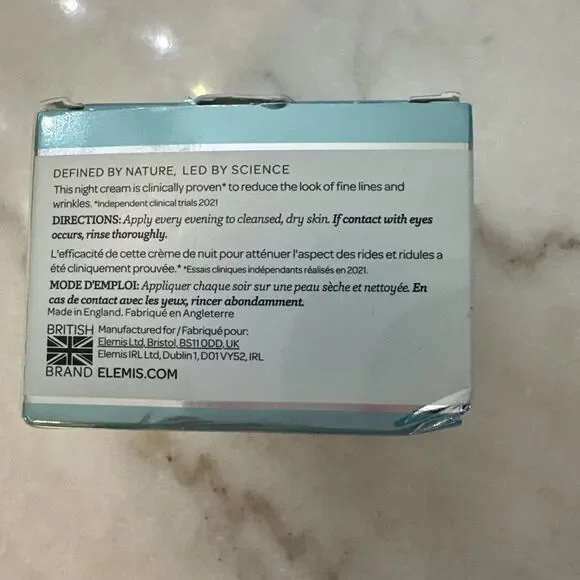 DEFINED BY NATURE, LED BY SCIENCE
This night cream is clinically proven* to reduce the look of fine lines and
wrinkles. *Independent clinical trials 2021
DIRECTIONS: Apply every evening to cleansed, dry skin. If contact with eyes
occurs, rinse thoroughly.
L'efficacité de cette crème de nuit pour atténuer l'aspect des rides et ridules a
été cliniquement prouvée.* *Essais cliniques indépendants réalisés en 2021.
MODE D'EMPLOI: Appliquer chaque soir sur une peau sèche et nettoyée. En
cas de contact avec les yeux, rincer abondamment.
Made in England. Fabriqué en Angleterre
BRITISH
BRAND
Manufactured for/Fabriqué pour:
Elemis Ltd, Bristol, BS11 0DD, UK
Elemis IRL Ltd, Dublin 1, D01 VY52, IRL
ELEMIS.COM